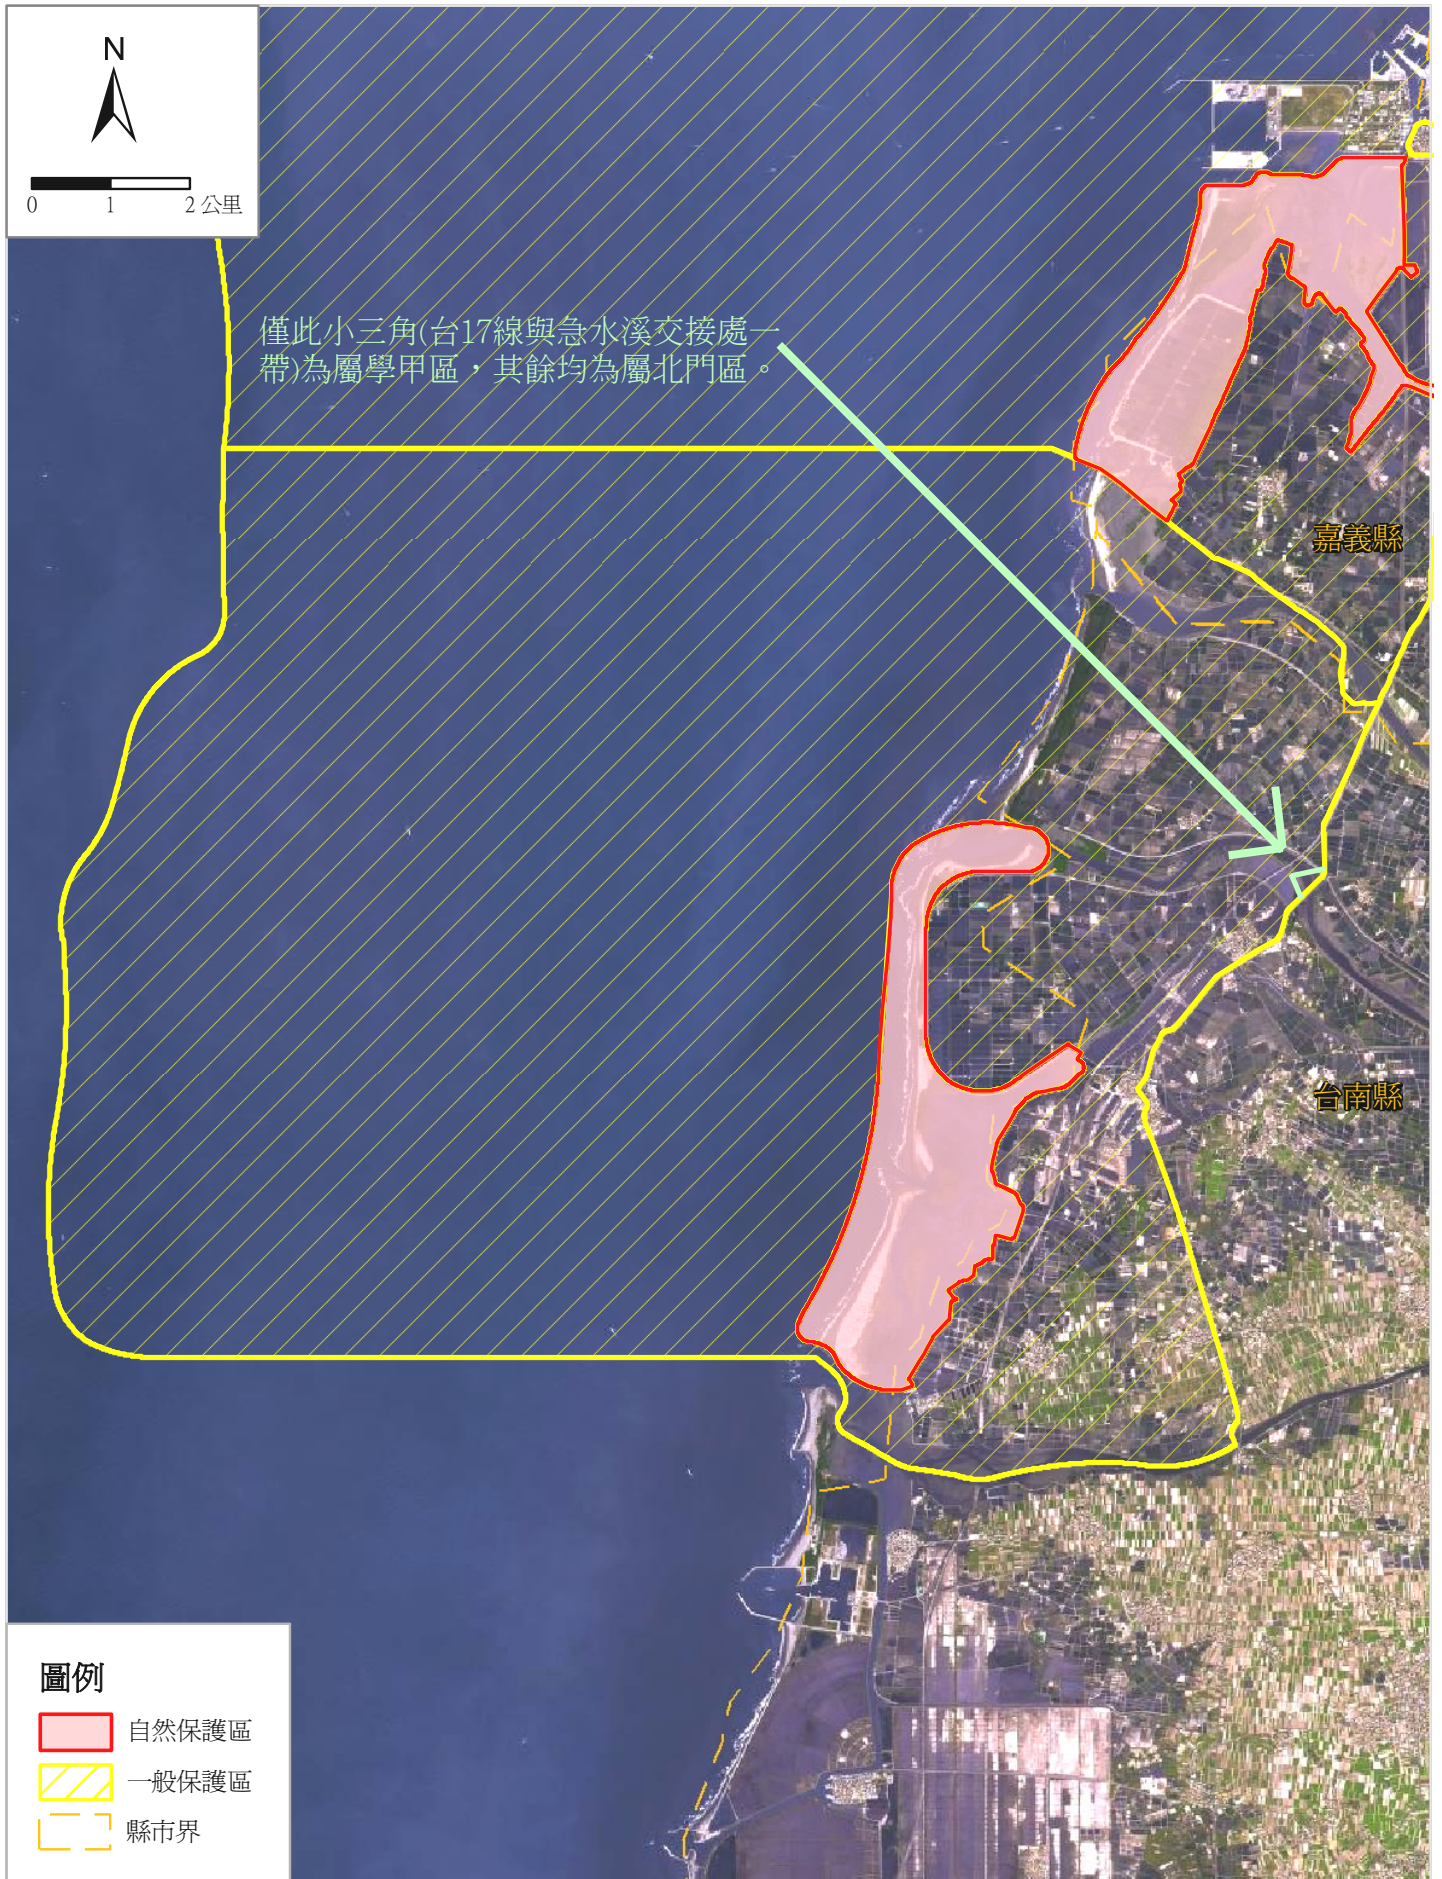 N
0 1 2 公里
僅此小三角(台17線與急水溪交接處一
帶)為屬學甲區，其餘均為屬北門區。
嘉義縣
台南縣
圖例
自然保護區
一般保護區
縣市界